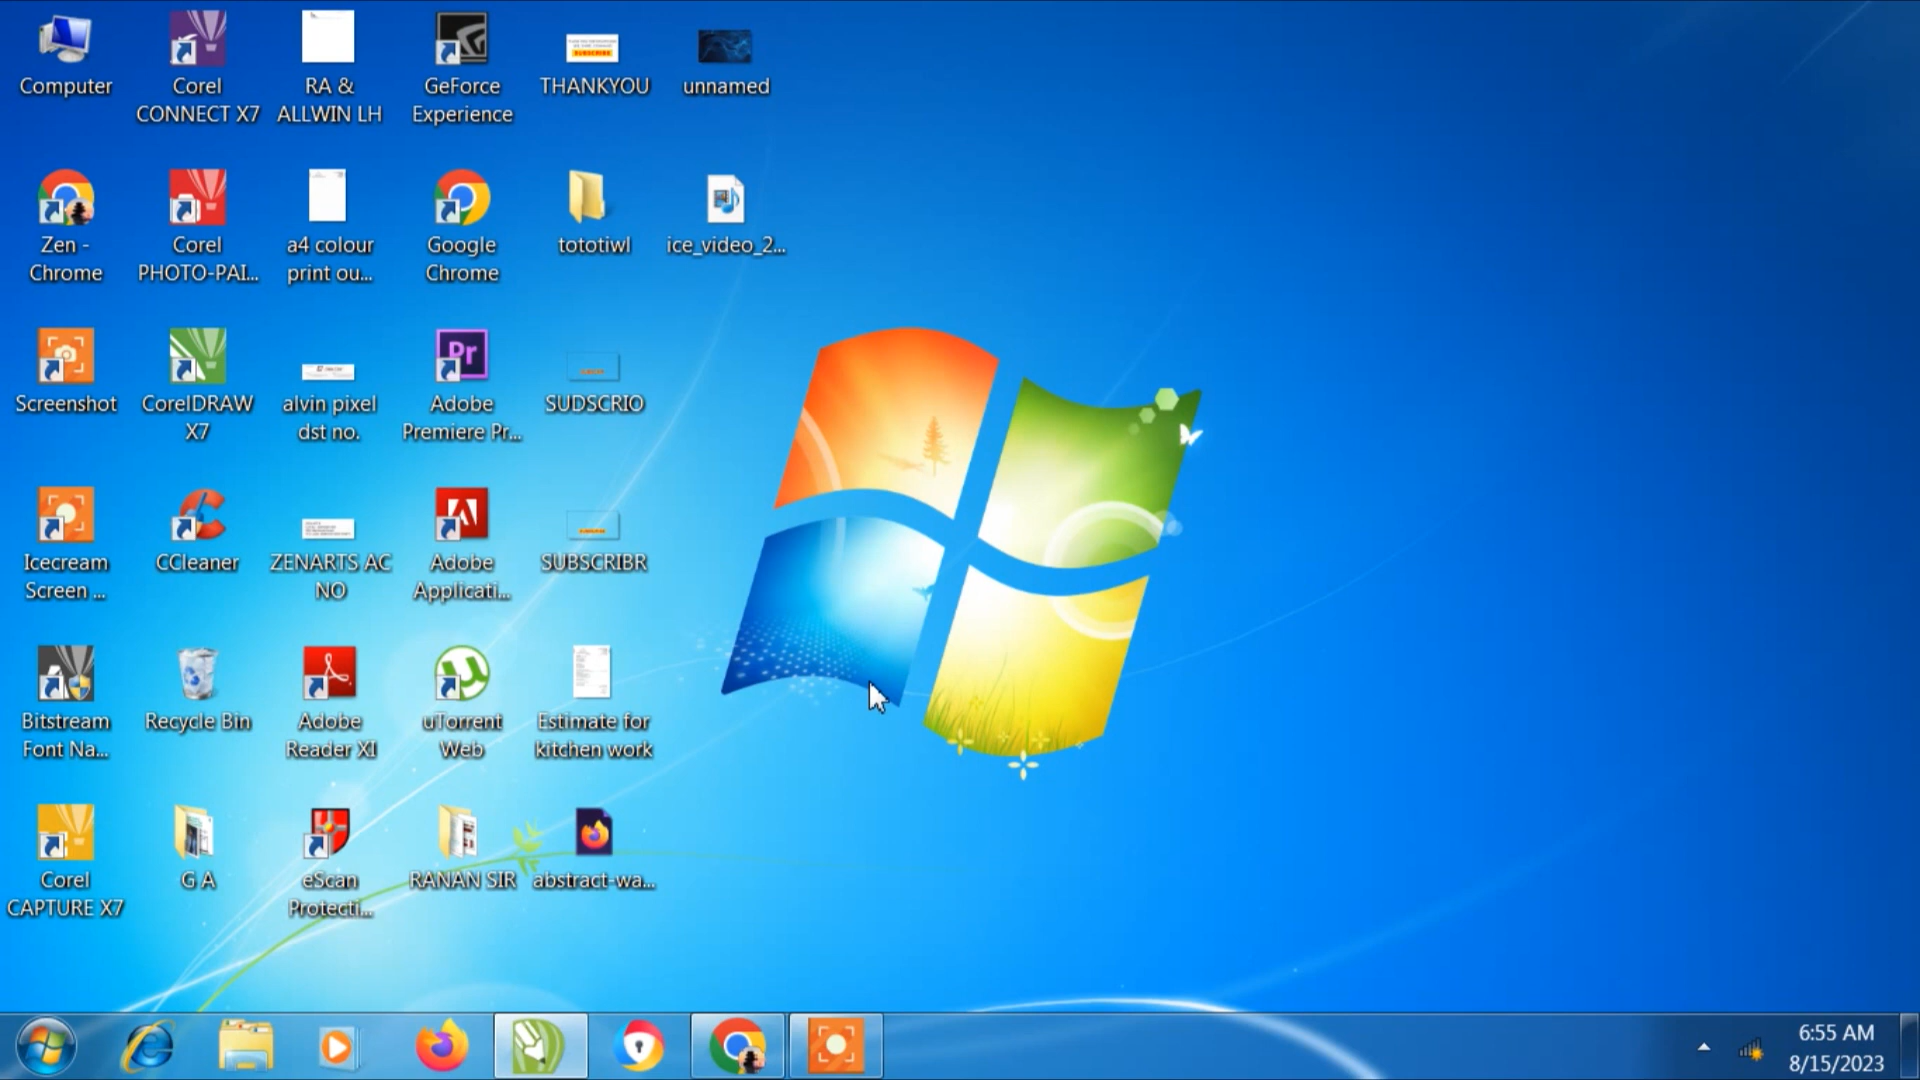 Computer
Corel
CONNECT X7
RA &
ALLWIN LH
GeForce
Experience
SUBSCRIBE
THANKYOU
unnamed
Zen -
Chrome
Corel
PHOTO-PAI...
a4 colour
print ou...
Google
Chrome
tototiwl
ice_video_2...
Screenshot
CorelDRAW
X7
alvin pixel
dst no.
Pr
Adobe
Premiere Pr...
SUDSCRIO
Icecream
Screen ...
CCleaner
ZENARTS AC
NO
Adobe
Applicati...
SUBSCRIBR
Bitstream
Font Na...
Recycle Bin
Adobe
Reader XI
uTorrent
Web
Estimate for
kitchen work
Corel
CAPTURE X7
G A
eScan
Protecti...
RANAN SIR
abstract-wa...
6:55 AM
8/15/2023